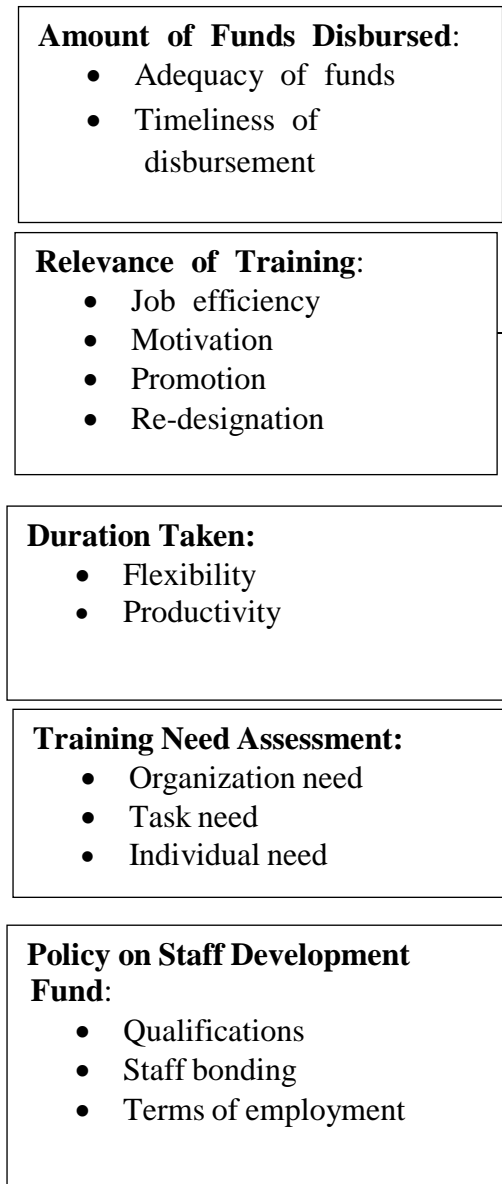 Amount of Funds Disbursed:
• Adequacy of funds
• Timeliness of
disbursement
Relevance of Training:
• Job efficiency
• Motivation
• Promotion
• Re-designation
Duration Taken:
• Flexibility
• Productivity
Training Need Assessment:
• Organization need
• Task need
• Individual need
Policy on Staff Development
Fund:
• Qualifications
• Staff bonding
• Terms of employment